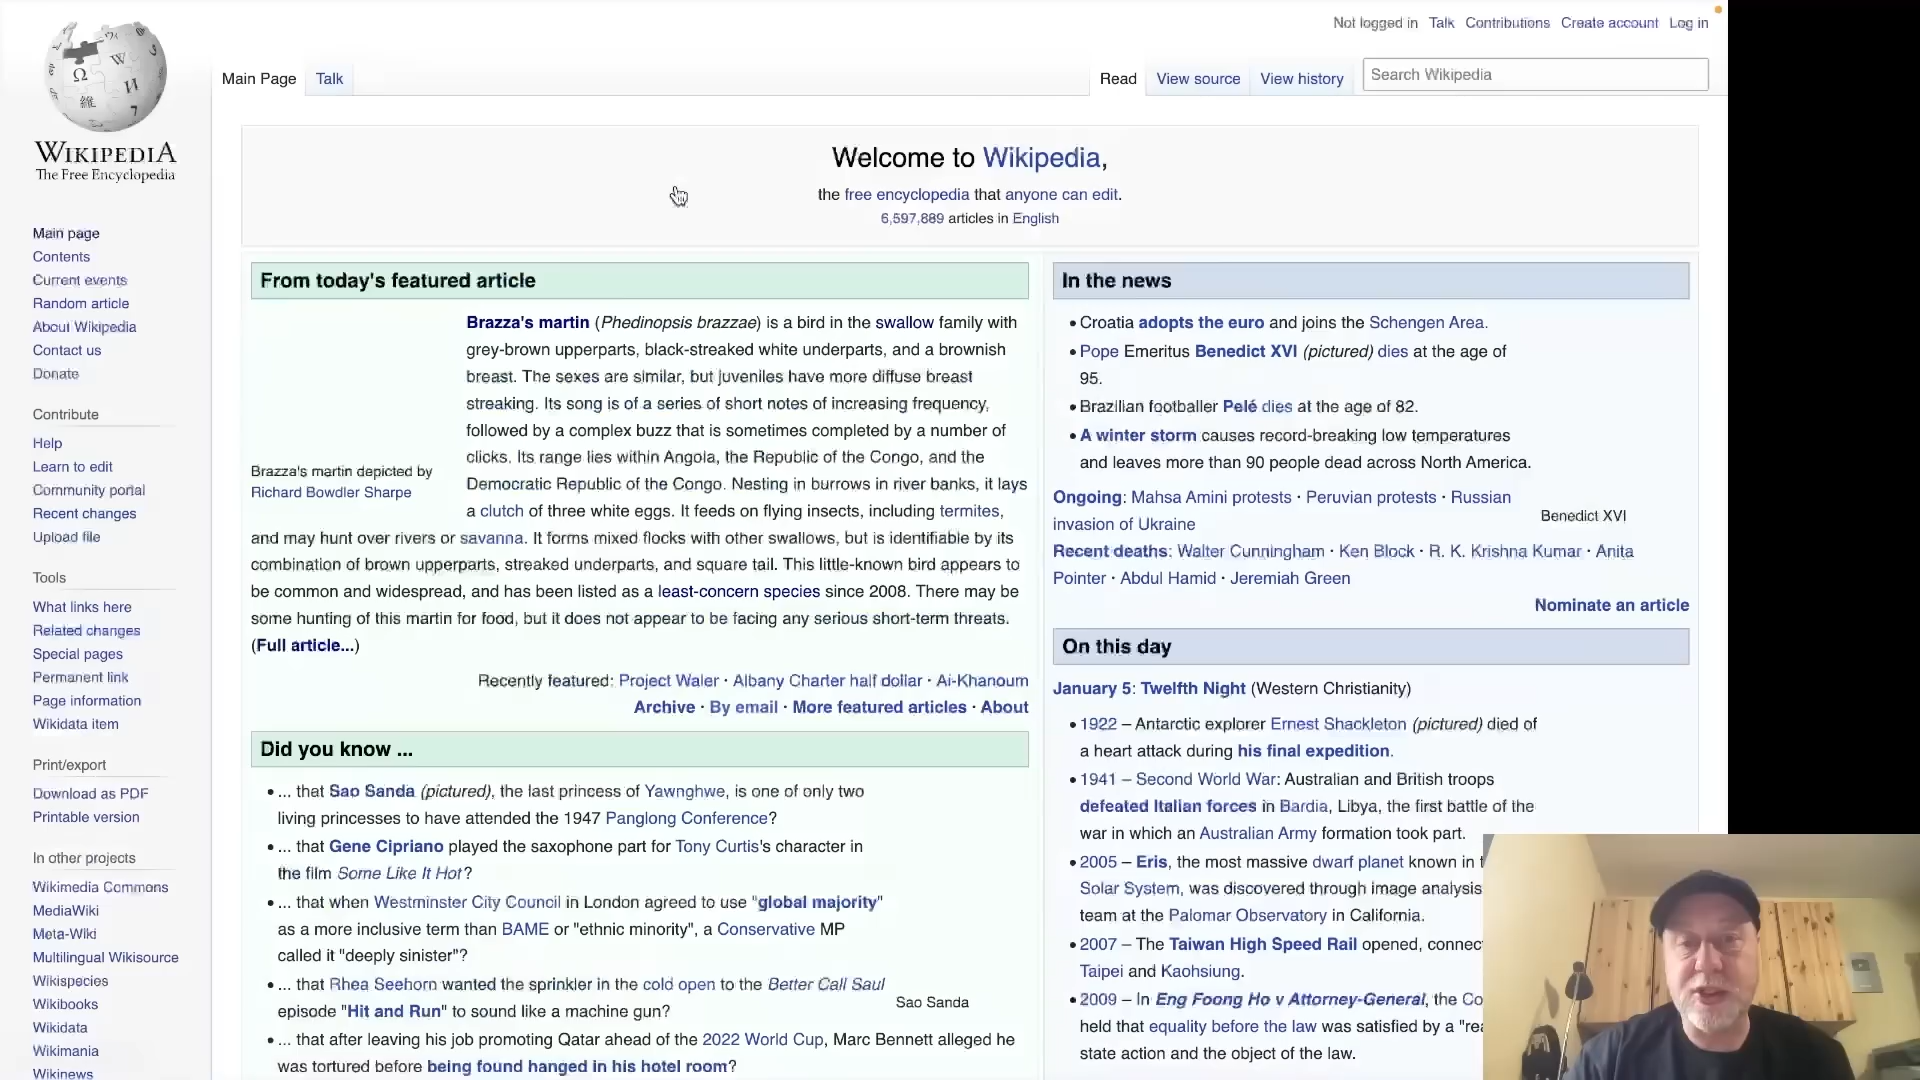 Not logged in Talk Contributions Create account Log in
Main Page Talk Read View source View history Search Wikipedia
WIKIPEDIA
The Free Encyclopedia
Main page
Contents
Current events
Random article
About Wikipedia
Contact us
Donate
Contribute
Help
Learn to edit
Community portal
Recent changes
Upload file
Tools
What links here
Related changes
Special pages
Permanent link
Page information
Wikidata item
Print/export
Download as PDF
Printable version
In other projects
Wikimedia Commons
MediaWiki
Meta-Wiki
Multilingual Wikisource
Wikispecies
Wikibooks
Wikidata
Wikimania
Wikinews
Welcome to Wikipedia,
the free encyclopedia that anyone can edit.
6,597,889 articles in English
From today's featured article
Brazza's martin depicted by
Richard Bowdler Sharpe
Brazza's martin (Phedinopsis brazzae) is a bird in the swallow family with
grey-brown upperparts, black-streaked white underparts, and a brownish
breast. The sexes are similar, but juveniles have more diffuse breast
streaking. Its song is of a series of short notes of increasing frequency,
followed by a complex buzz that is sometimes completed by a number of
clicks. Its range lies within Angola, the Republic of the Congo, and the
Democratic Republic of the Congo. Nesting in burrows in river banks, it lays
a clutch of three white eggs. It feeds on flying insects, including termites,
and may hunt over rivers or savanna. It forms mixed flocks with other swallows, but is identifiable by its
combination of brown upperparts, streaked underparts, and square tail. This little-known bird appears to
be common and widespread, and has been listed as a least-concern species since 2008. There may be
some hunting of this martin for food, but it does not appear to be facing any serious short-term threats.
(Full article...)
Recently featured: Project Waler · Albany Charter half dollar · Ai-Khanoum
Archive · By email · More featured articles · About
Did you know ...
• ... that Sao Sanda (pictured), the last princess of Yawnghwe, is one of only two
living princesses to have attended the 1947 Panglong Conference?
• ... that Gene Cipriano played the saxophone part for Tony Curtis's character in
the film Some Like It Hot?
• ... that when Westminster City Council in London agreed to use "global majority"
as a more inclusive term than BAME or "ethnic minority", a Conservative MP
called it "deeply sinister"?
• ... that Rhea Seehorn wanted the sprinkler in the cold open to the Better Call Saul
episode "Hit and Run" to sound like a machine gun?
Sao Sanda
• ... that after leaving his job promoting Qatar ahead of the 2022 World Cup, Marc Bennett alleged he
was tortured before being found hanged in his hotel room?
In the news
• Croatia adopts the euro and joins the Schengen Area.
• Pope Emeritus Benedict XVI (pictured) dies at the age of
95.
• Brazilian footballer Pelé dies at the age of 82.
• A winter storm causes record-breaking low temperatures
and leaves more than 90 people dead across North America.
Ongoing: Mahsa Amini protests · Peruvian protests · Russian
invasion of Ukraine
Benedict XVI
Recent deaths: Walter Cunningham · Ken Block · R. K. Krishna Kumar · Anita
Pointer · Abdul Hamid · Jeremiah Green
Nominate an article
On this day
January 5: Twelfth Night (Western Christianity)
• 1922 – Antarctic explorer Ernest Shackleton (pictured) died of
a heart attack during his final expedition.
• 1941 – Second World War: Australian and British troops
defeated Italian forces in Bardia, Libya, the first battle of the
war in which an Australian Army formation took part.
• 2005 – Eris, the most massive dwarf planet known in t
Solar System, was discovered through image analysis
team at the Palomar Observatory in California.
• 2007 – The Taiwan High Speed Rail opened, connec
Taipei and Kaohsiung.
• 2009 – In Eng Foong Ho v Attorney-General, the Co
held that equality before the law was satisfied by a "rea
state action and the object of the law.